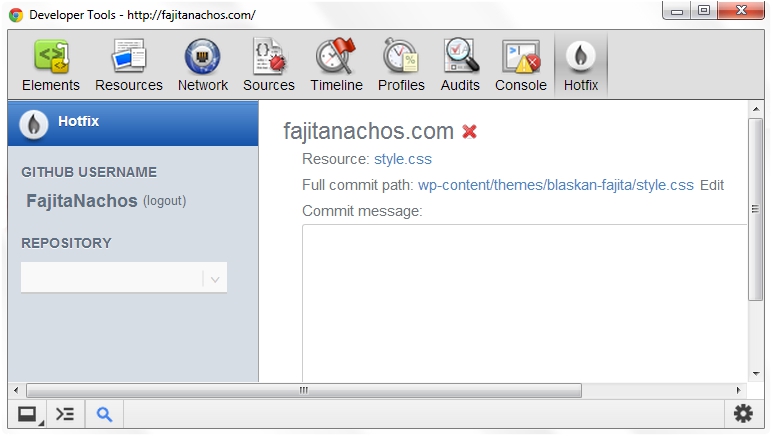 Developer Tools - http://fajitanachos.com/
Elements Resources Network Sources Timeline Profiles Audits Console Hotfix
Hotfix
GITHUB USERNAME
FajitaNachos (logout)
REPOSITORY
fajitanachos.com
Resource: style.css
Full commit path: wp-content/themes/blaskan-fajita/style.css Edit
Commit message: